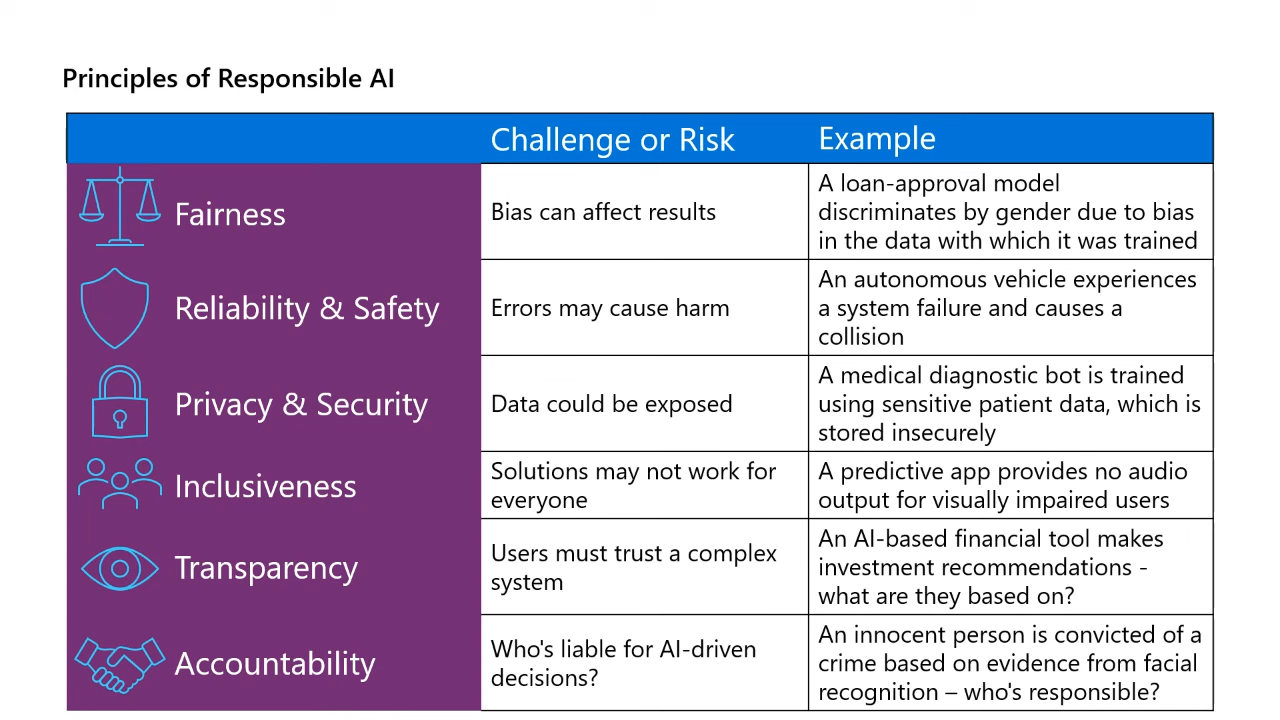 Principles of Responsible AI
Challenge or Risk
Example
Fairness
Bias can affect results
A loan-approval model
discriminates by gender due to bias
in the data with which it was trained
Reliability & Safety
Errors may cause harm
An autonomous vehicle experiences
a system failure and causes a
collision
Privacy & Security
Data could be exposed
A medical diagnostic bot is trained
using sensitive patient data, which is
stored insecurely
Inclusiveness
Solutions may not work for
everyone
A predictive app provides no audio
output for visually impaired users
Transparency
Users must trust a complex
system
An AI-based financial tool makes
investment recommendations -
what are they based on?
Accountability
Who's liable for AI-driven
decisions?
An innocent person is convicted of a
crime based on evidence from facial
recognition – who's responsible?